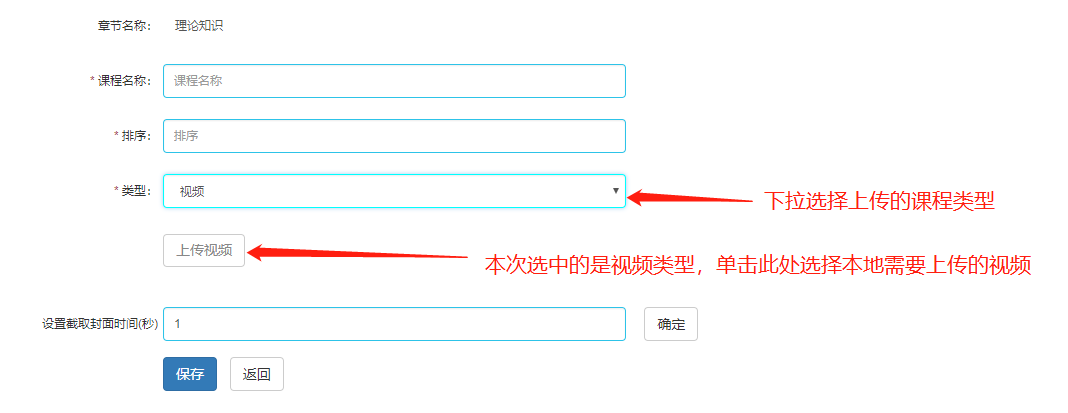 章节名称： 理论知识
* 课程名称： 课程名称
* 排序： 排序
* 类型： 视频
下拉选择上传的课程类型
上传视频
本次选中的是视频类型，单击此处选择本地需要上传的视频
设置截取封面时间(秒) 1 确定
保存 返回